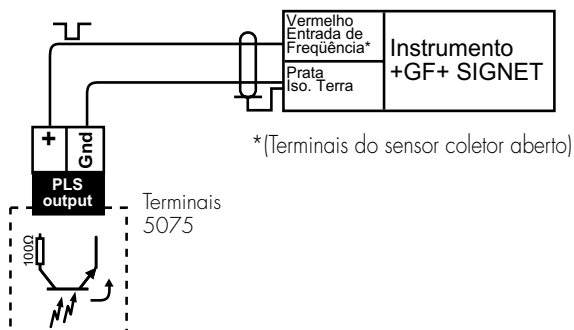 Vermelho
Entrada de
Freqüência*
Prata
Iso. Terra
Instrumento
+GF+ SIGNET
*(Terminais do sensor coletor aberto)
+
Gnd
PLS
output
Terminais
5075
100Ω